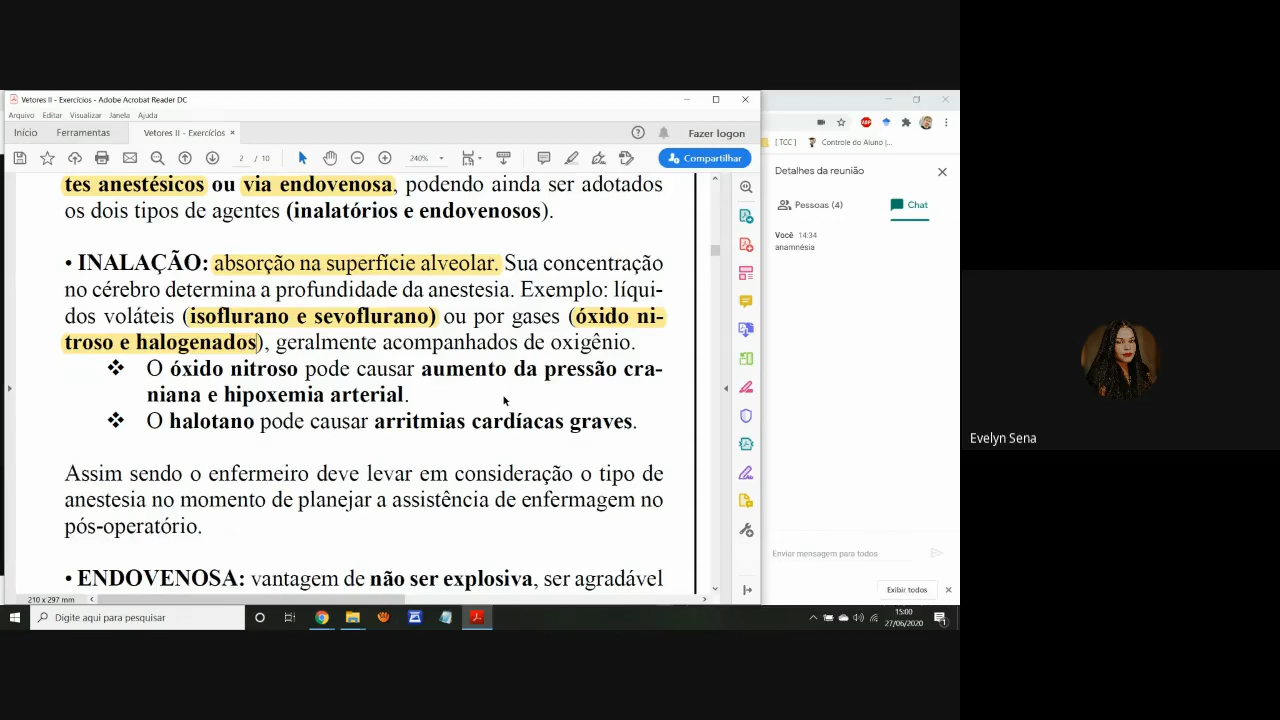 Vetores II - Exercícios - Adobe Acrobat Reader DC
Arquivo Editar Visualizar Janela Ajuda
Início Ferramentas Vetores II - Exercícios × Fazer logon
2 / 10 240% Compartilhar
tes anestésicos ou via endovenosa, podendo ainda ser adotados
os dois tipos de agentes (inalatórios e endovenosos).
• INALAÇÃO: absorção na superfície alveolar. Sua concentração
no cérebro determina a profundidade da anestesia. Exemplo: líqui-
dos voláteis (isoflurano e sevoflurano) ou por gases (óxido ni-
troso e halogenados), geralmente acompanhados de oxigênio.
❖ O óxido nitroso pode causar aumento da pressão cra-
niana e hipoxemia arterial.
❖ O halotano pode causar arritmias cardíacas graves.
Assim sendo o enfermeiro deve levar em consideração o tipo de
anestesia no momento de planejar a assistência de enfermagem no
pós-operatório.
• ENDOVENOSA: vantagem de não ser explosiva, ser agradável
210 x 297 mm
[ TCC ] Controle do Aluno |
Detalhes da reunião
Pessoas (4) Chat
Você 14:34
anamnésia
Enviar mensagem para todos
Exibir todos
Evelyn Sena
Digite aqui para pesquisar
15:00
27/06/2020